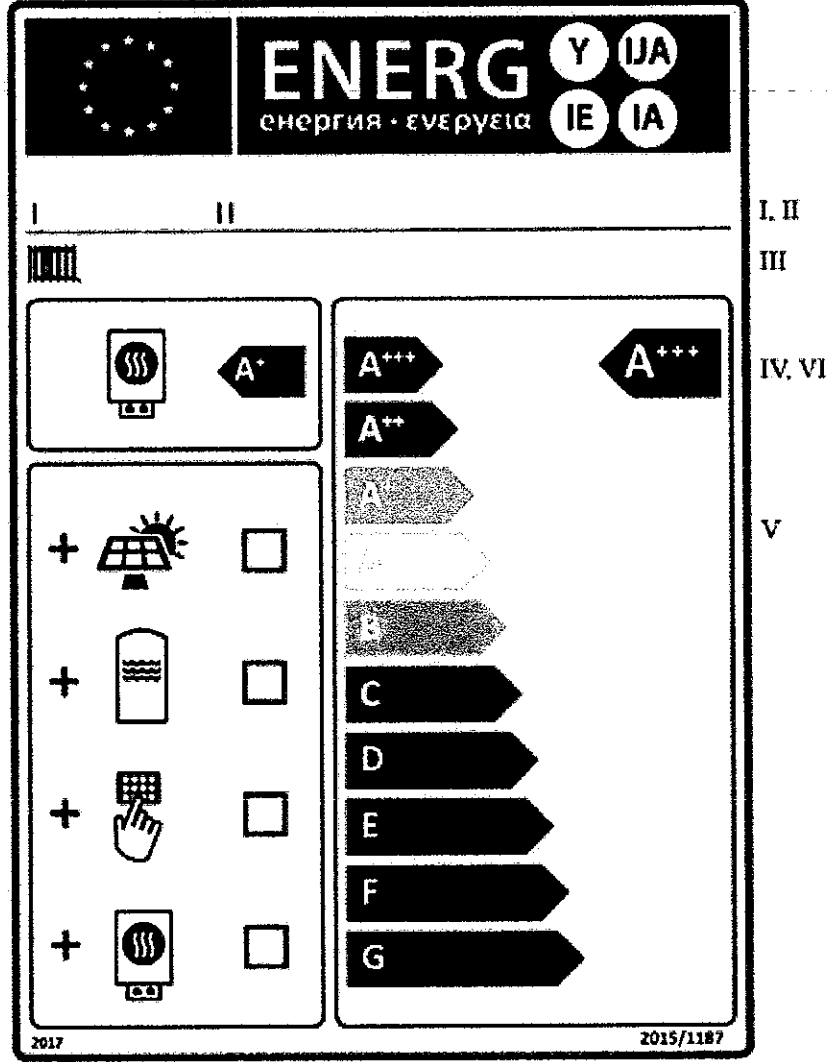 ENERG Y IJA
енергия · ενεργεια IE IA
I II I, II
III
A⁺ A⁺⁺⁺ A⁺⁺⁺ IV, VI
A⁺⁺
A⁺
V
A
B
C
D
E
F
G
2017 2015/1187